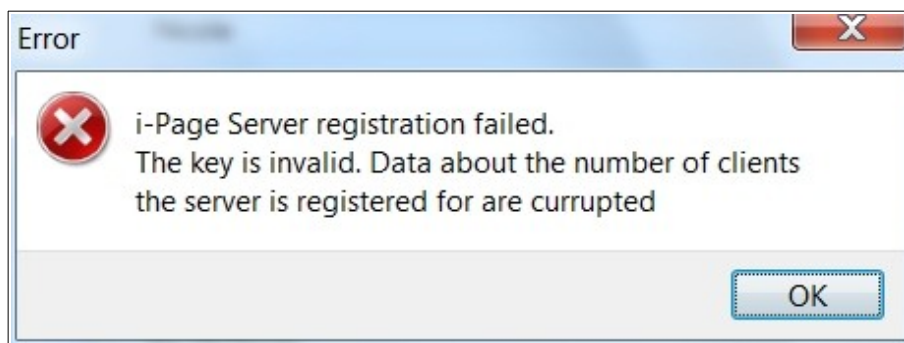 Error
i-Page Server registration failed.
The key is invalid. Data about the number of clients
the server is registered for are currupted
OK